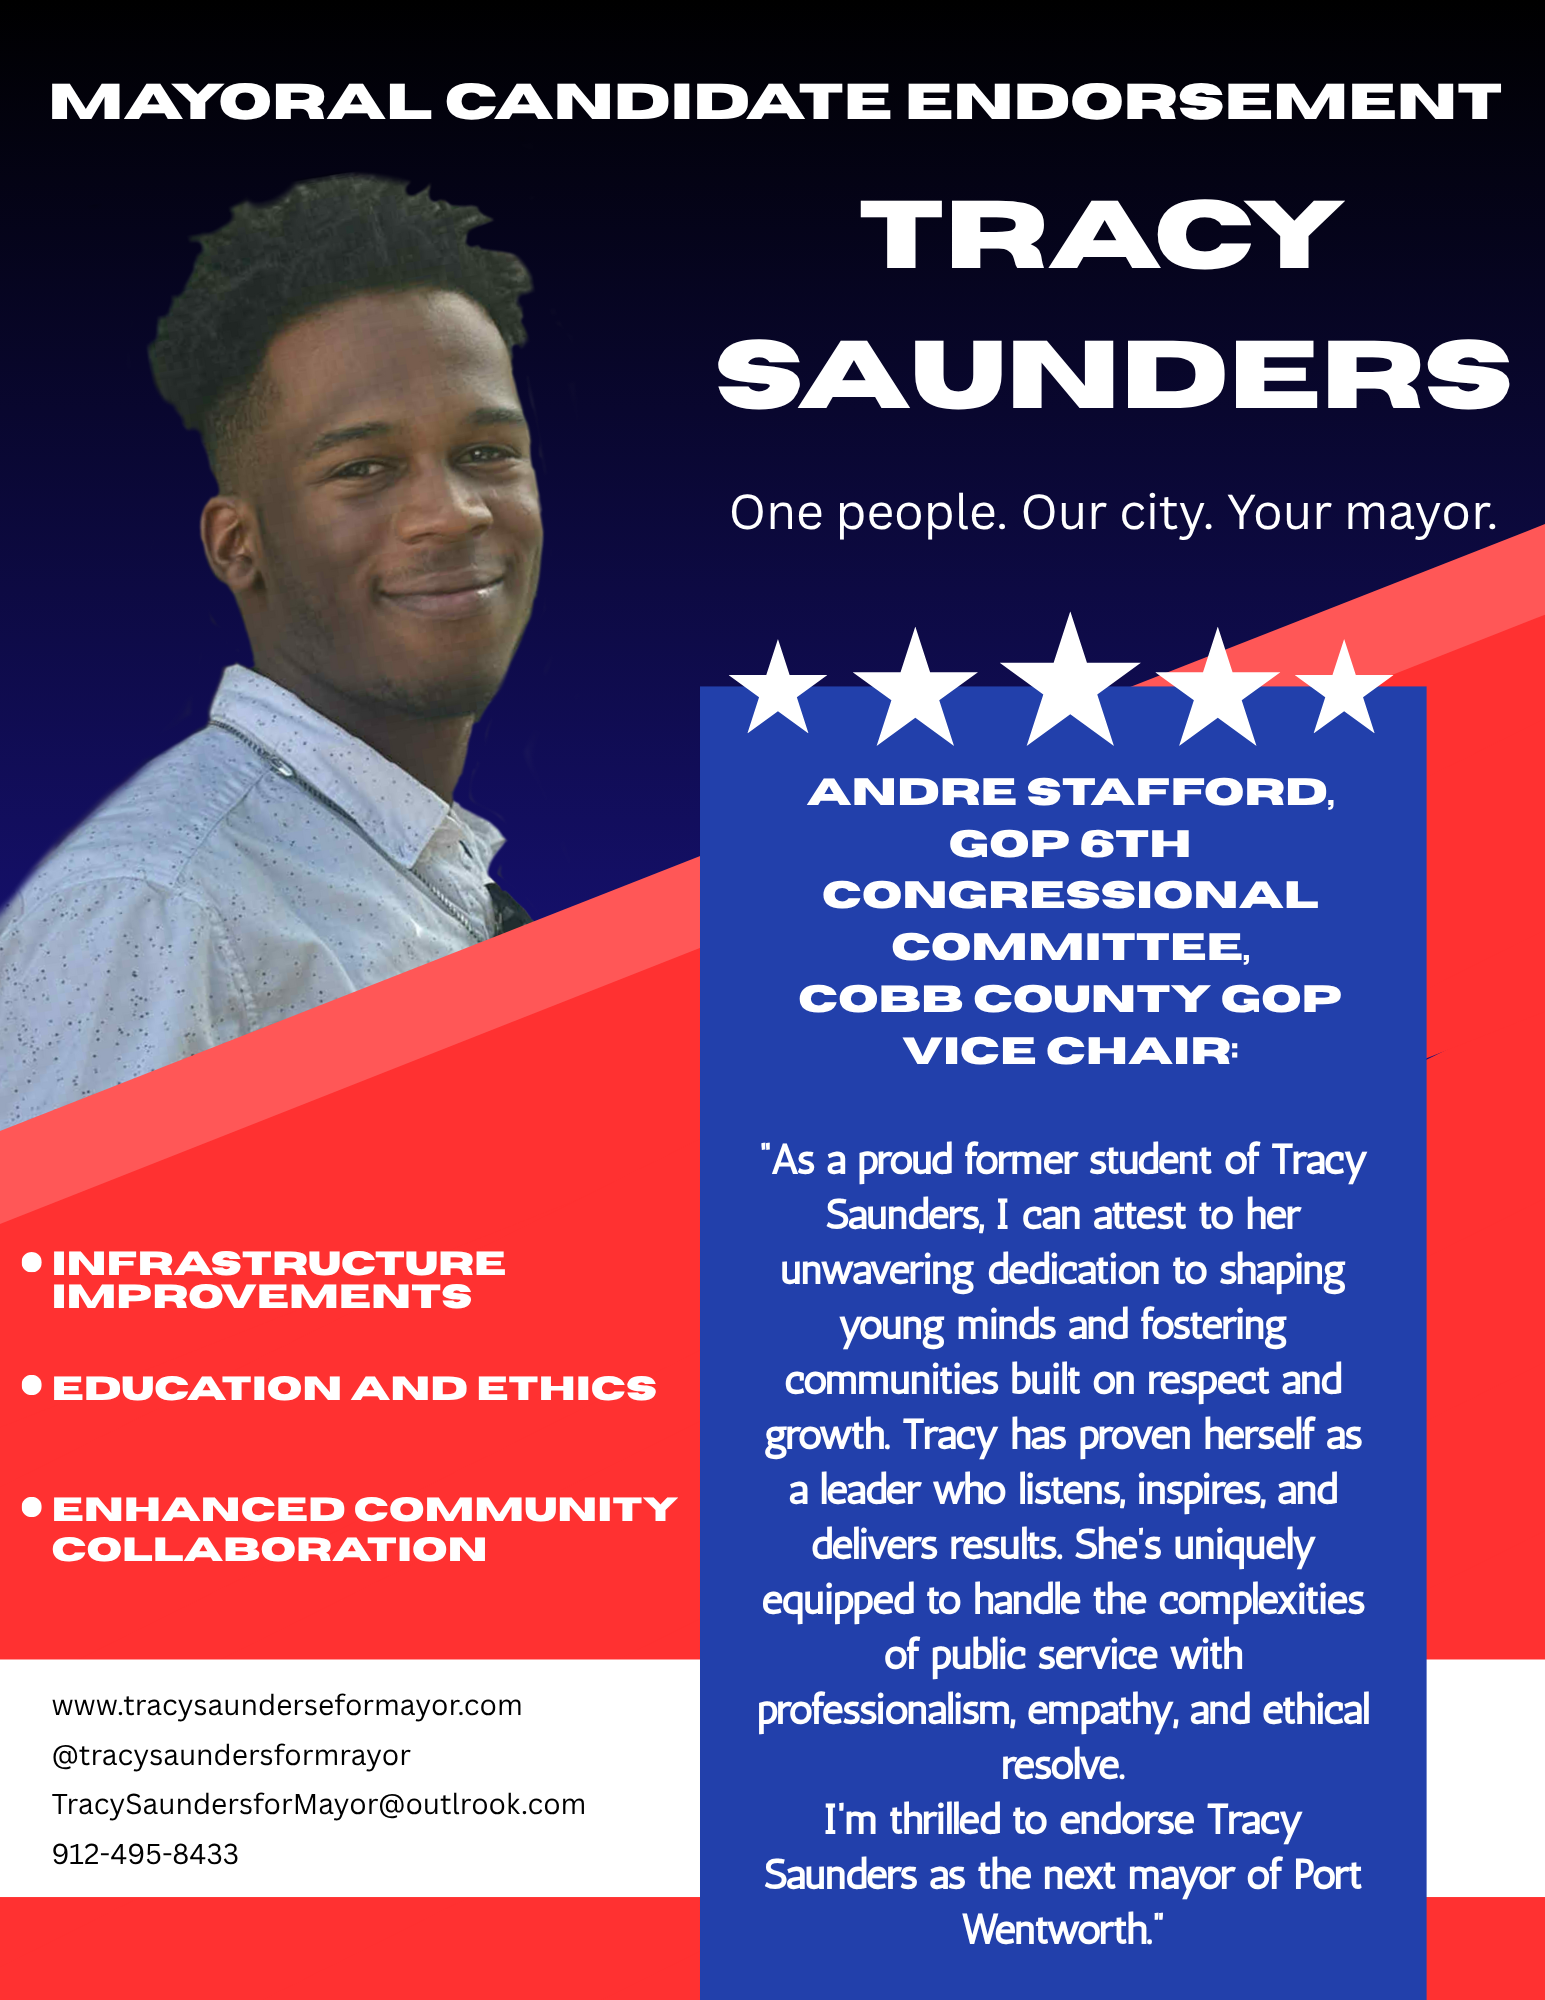 MAYORAL CANDIDATE ENDORSEMENT
TRACY
SAUNDERS
One people. Our city. Your mayor.
ANDRE STAFFORD,
GOP 6TH
CONGRESSIONAL
COMMITTEE,
COBB COUNTY GOP
VICE CHAIR:
"As a proud former student of Tracy
Saunders, I can attest to her
unwavering dedication to shaping
young minds and fostering
communities built on respect and
growth. Tracy has proven herself as
a leader who listens, inspires, and
delivers results. She's uniquely
equipped to handle the complexities
of public service with
professionalism, empathy, and ethical
resolve.
I'm thrilled to endorse Tracy
Saunders as the next mayor of Port
Wentworth."
• INFRASTRUCTURE
IMPROVEMENTS
• EDUCATION AND ETHICS
• ENHANCED COMMUNITY
COLLABORATION
www.tracysaunderseformayor.com
@tracysaundersformrayor
TracySaundersforMayor@outlrook.com
912-495-8433